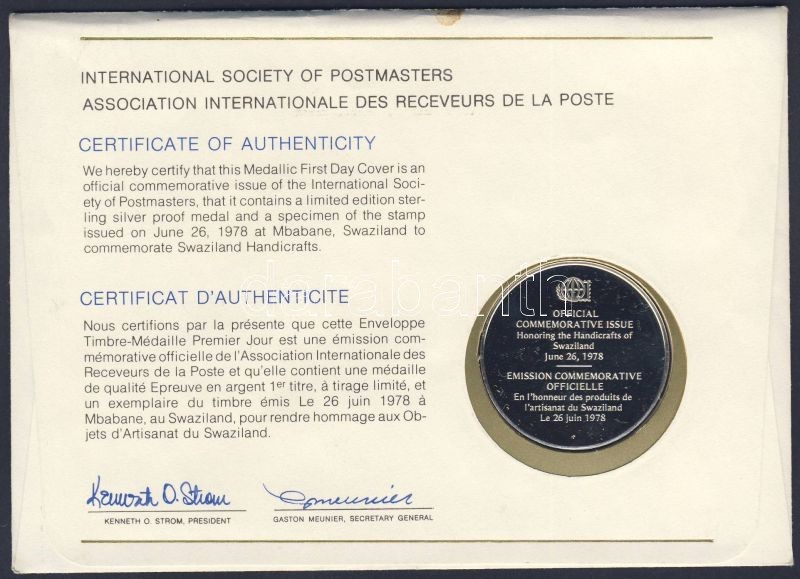 INTERNATIONAL SOCIETY OF POSTMASTERS
ASSOCIATION INTERNATIONALE DES RECEVEURS DE LA POSTE
CERTIFICATE OF AUTHENTICITY
We hereby certify that this Medallic First Day Cover is an
official commemorative issue of the International Soci-
ety of Postmasters, that it contains a limited edition ster-
ling silver proof medal and a specimen of the stamp
issued on June 26, 1978 at Mbabane, Swaziland to
commemorate Swaziland Handicrafts.
CERTIFICAT D'AUTHENTICITE
Nous certifions par la présente que cette Enveloppe
Timbre-Médaille Premier Jour est une émission com-
mémorative officielle de l'Association Internationale des
Receveurs de la Poste et qu'elle contient une médaille
de qualité Epreuve en argent 1er titre, à tirage limité, et
un exemplaire du timbre émis Le 26 juin 1978 à
Mbabane, au Swaziland, pour rendre hommage aux Ob-
jets d'Artisanat du Swaziland.
Kenneth O. Strom
KENNETH O. STROM, PRESIDENT
G Meunier
GASTON MEUNIER, SECRETARY GENERAL
OFFICIAL
COMMEMORATIVE ISSUE
Honoring the Handicrafts of
Swaziland
June 26, 1978
EMISSION COMMEMORATIVE
OFFICIELLE
En l'honneur des produits de
l'artisanat du Swaziland
Le 26 juin 1978
darabanth